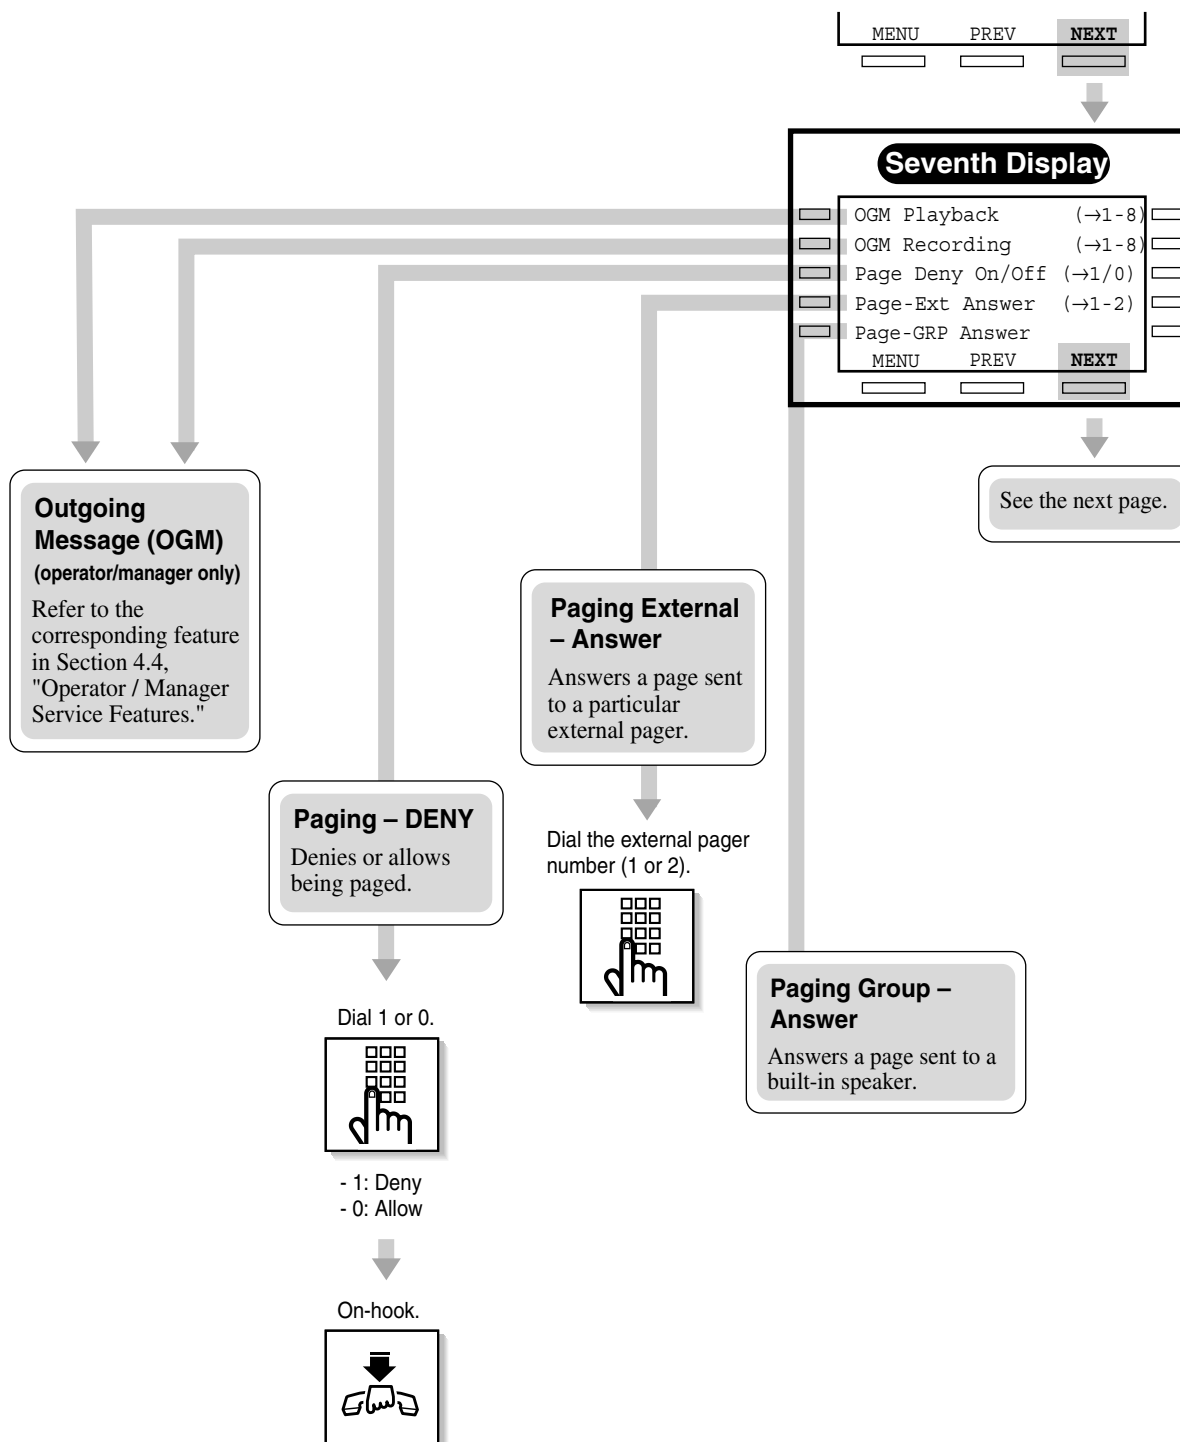 MENU PREV NEXT
Seventh Display
OGM Playback (→1-8)
OGM Recording (→1-8)
Page Deny On/Off (→1/0)
Page-Ext Answer (→1-2)
Page-GRP Answer
MENU PREV NEXT
See the next page.
Outgoing
Message (OGM)
(operator/manager only)
Refer to the
corresponding feature
in Section 4.4,
"Operator / Manager
Service Features."
Paging External
– Answer
Answers a page sent
to a particular
external pager.
Dial the external pager
number (1 or 2).
Paging – DENY
Denies or allows
being paged.
Dial 1 or 0.
- 1: Deny
- 0: Allow
On-hook.
Paging Group –
Answer
Answers a page sent to a
built-in speaker.